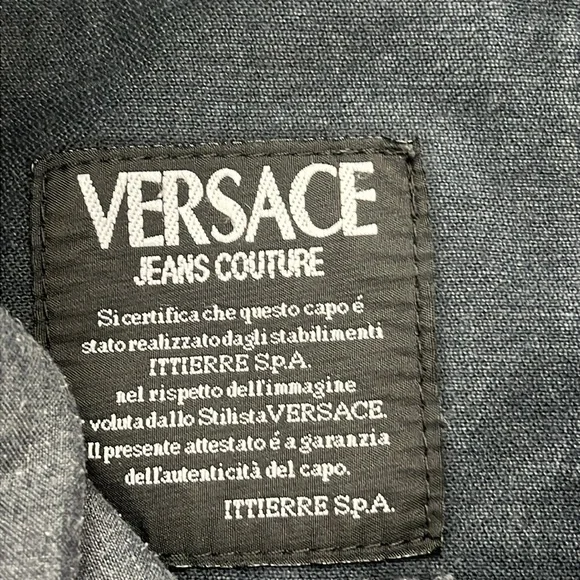 VERSACE
JEANS COUTURE
Si certifica che questo capo é
stato realizzato dagli stabilimenti
ITTIERRE S.p.A.
nel rispetto dell'immagine
voluta dallo Stilista VERSACE.
Il presente attestato é a garanzia
dell'autenticità del capo.
ITTIERRE S.p.A.